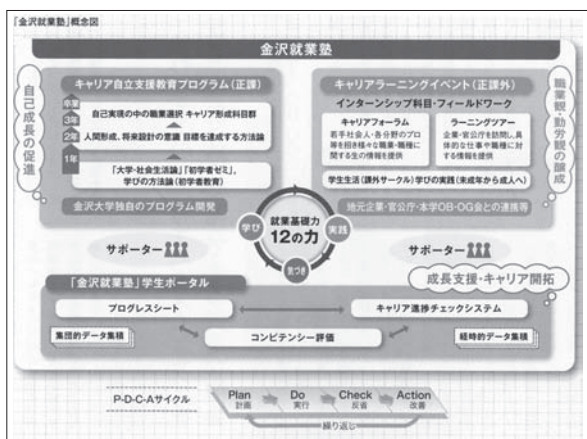 「金沢就業塾」概念図
金沢就業塾
キャリア自立支援教育プログラム(正課)
卒業
3年
2年
1年
自己実現の中の職業選択 キャリア形成科目群
人間形成、将来設計の意識 目標を達成する方法論
「大学・社会生活論」「初学者ゼミ」、
学びの方法論(初学者教育)
金沢大学独自のプログラム開発
自己成長の促進
キャリアラーニングイベント(正課外)
インターンシップ科目・フィールドワーク
キャリアフォーラム
若手社会人・各分野のプロ
等を招き様々な職業・職種に
関する生の情報を提供
ラーニングツアー
企業・官公庁を訪問し、具
体的な仕事や職種に対
する情報を提供
学生生活(課外サークル)学びの実践(未成年から成人へ)
地元企業・官公庁・本学OB・OG会との連携等
職業観・勤労観の醸成
就業基礎力
12の力
学び
実践
気づき
サポーター
サポーター
成長支援・キャリア開拓
「金沢就業塾」学生ポータル
プログレスシート
キャリア進捗チェックシステム
集団的データ集積
コンピテンシー評価
経時的データ集積
P-D-C-Aサイクル
Plan
計画
Do
実行
Check
反省
Action
改善
繰り返し